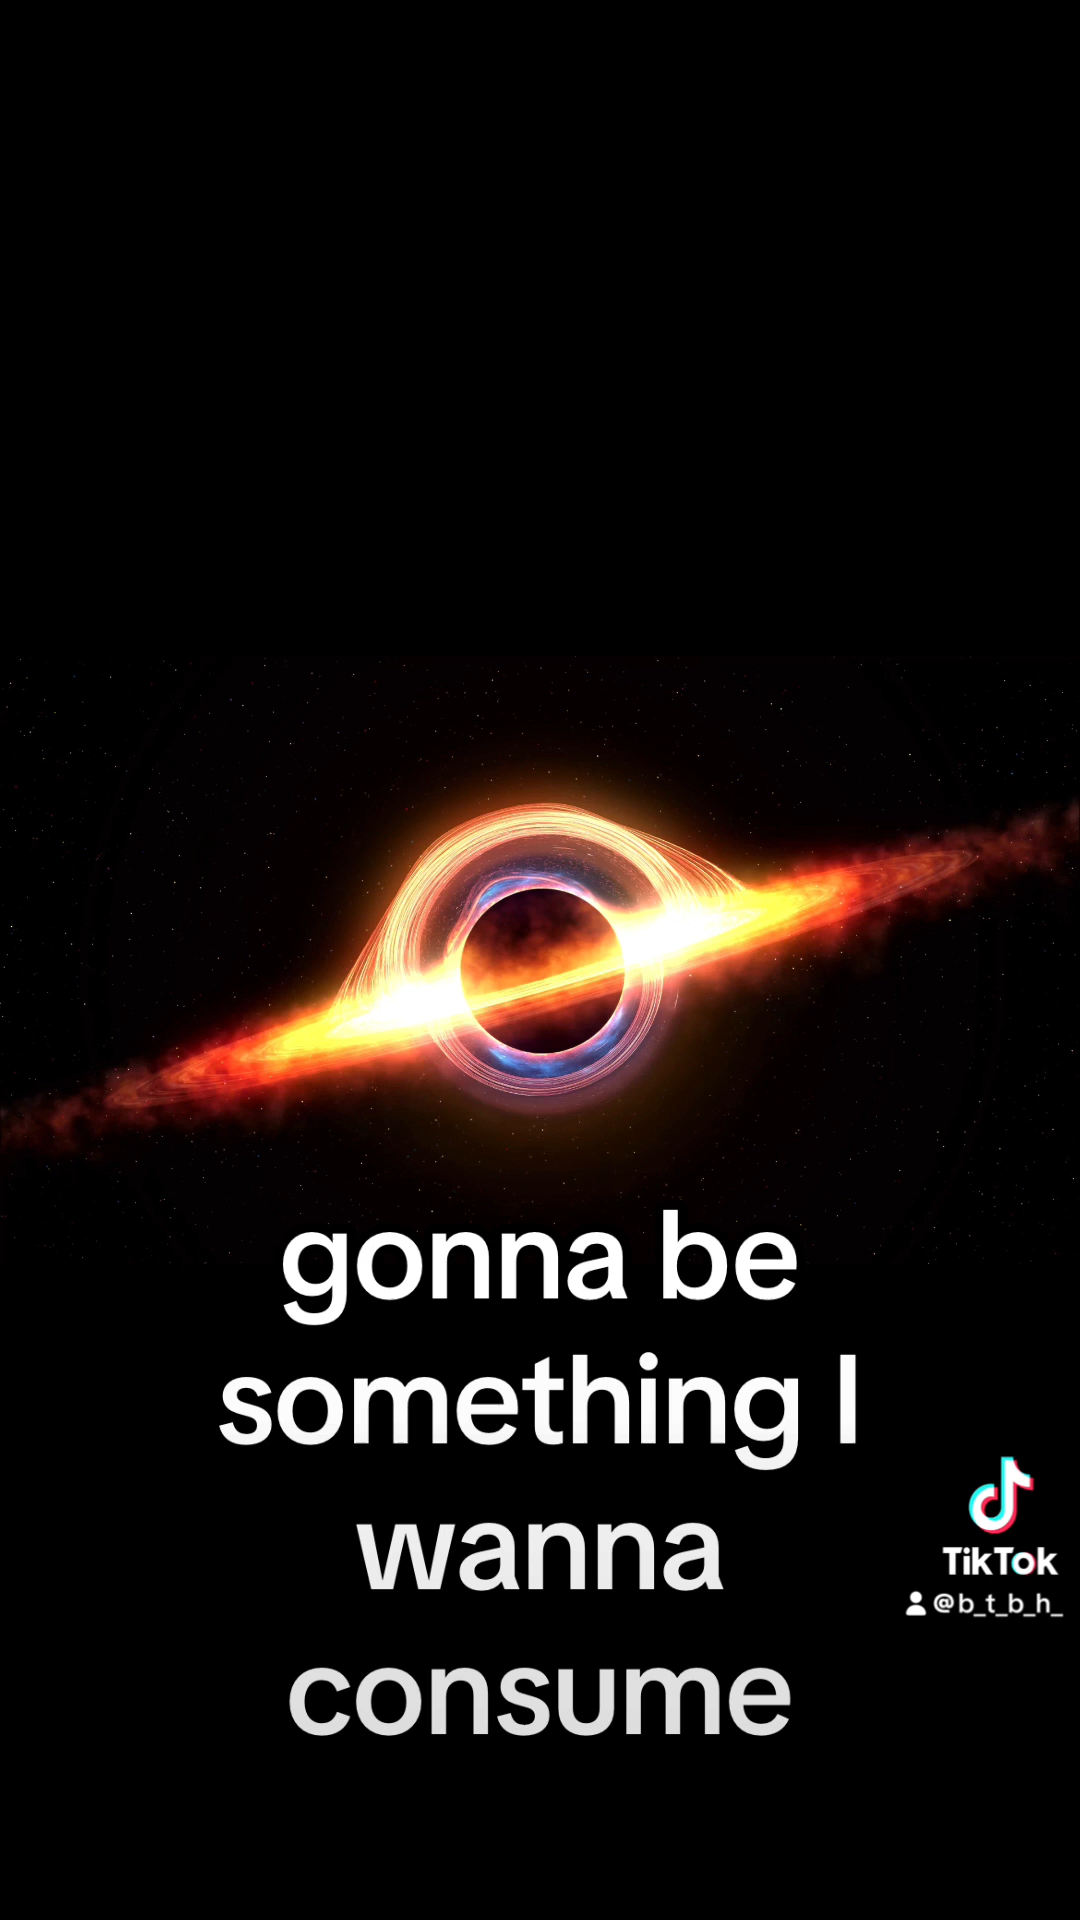 gonna be
something I
wanna
consume
TikTok
@b_t_b_h_